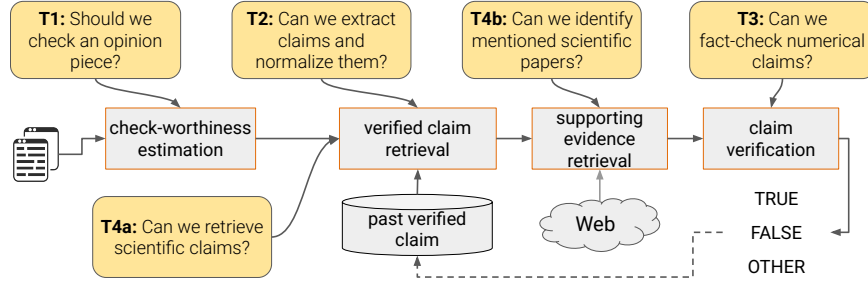 T1: Should we
check an opinion
piece?
T2: Can we extract
claims and
normalize them?
T4b: Can we identify
mentioned scientific
papers?
T3: Can we
fact-check numerical
claims?
check-worthiness
estimation
verified claim
retrieval
supporting
evidence
retrieval
claim
verification
T4a: Can we retrieve
scientific claims?
past verified
claim
Web
TRUE
FALSE
OTHER